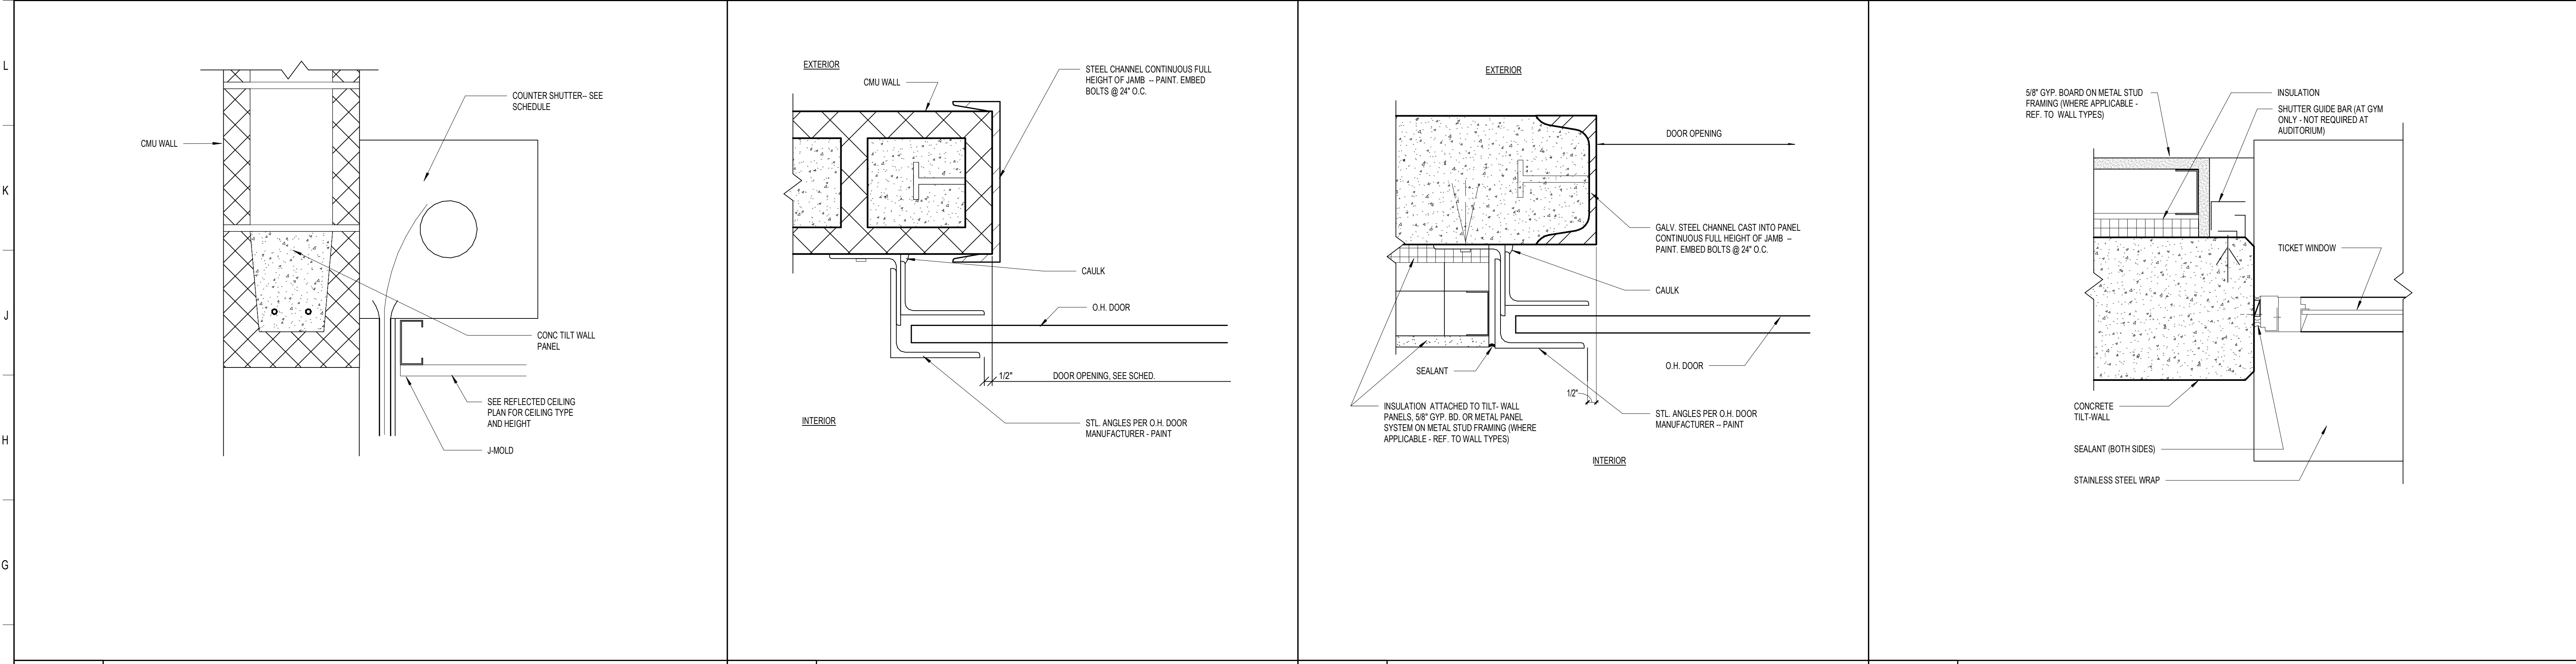 L
K
J
H
G
COUNTER SHUTTER-- SEE
SCHEDULE
CMU WALL
CONC TILT WALL
PANEL
SEE REFLECTED CEILING
PLAN FOR CEILING TYPE
AND HEIGHT
J-MOLD
EXTERIOR
CMU WALL
STEEL CHANNEL CONTINUOUS FULL
HEIGHT OF JAMB -- PAINT. EMBED
BOLTS @ 24" O.C.
CAULK
O.H. DOOR
1/2"
DOOR OPENING, SEE SCHED.
INTERIOR
STL. ANGLES PER O.H. DOOR
MANUFACTURER - PAINT
EXTERIOR
DOOR OPENING
GALV. STEEL CHANNEL CAST INTO PANEL
CONTINUOUS FULL HEIGHT OF JAMB --
PAINT. EMBED BOLTS @ 24" O.C.
CAULK
O.H. DOOR
SEALANT
1/2"
INSULATION ATTACHED TO TILT- WALL
PANELS, 5/8" GYP. BD. OR METAL PANEL
SYSTEM ON METAL STUD FRAMING (WHERE
APPLICABLE - REF. TO WALL TYPES)
STL. ANGLES PER O.H. DOOR
MANUFACTURER -- PAINT
INTERIOR
5/8" GYP. BOARD ON METAL STUD
FRAMING (WHERE APPLICABLE -
REF. TO WALL TYPES)
INSULATION
SHUTTER GUIDE BAR (AT GYM
ONLY - NOT REQUIRED AT
AUDITORIUM)
TICKET WINDOW
CONCRETE
TILT-WALL
SEALANT (BOTH SIDES)
STAINLESS STEEL WRAP